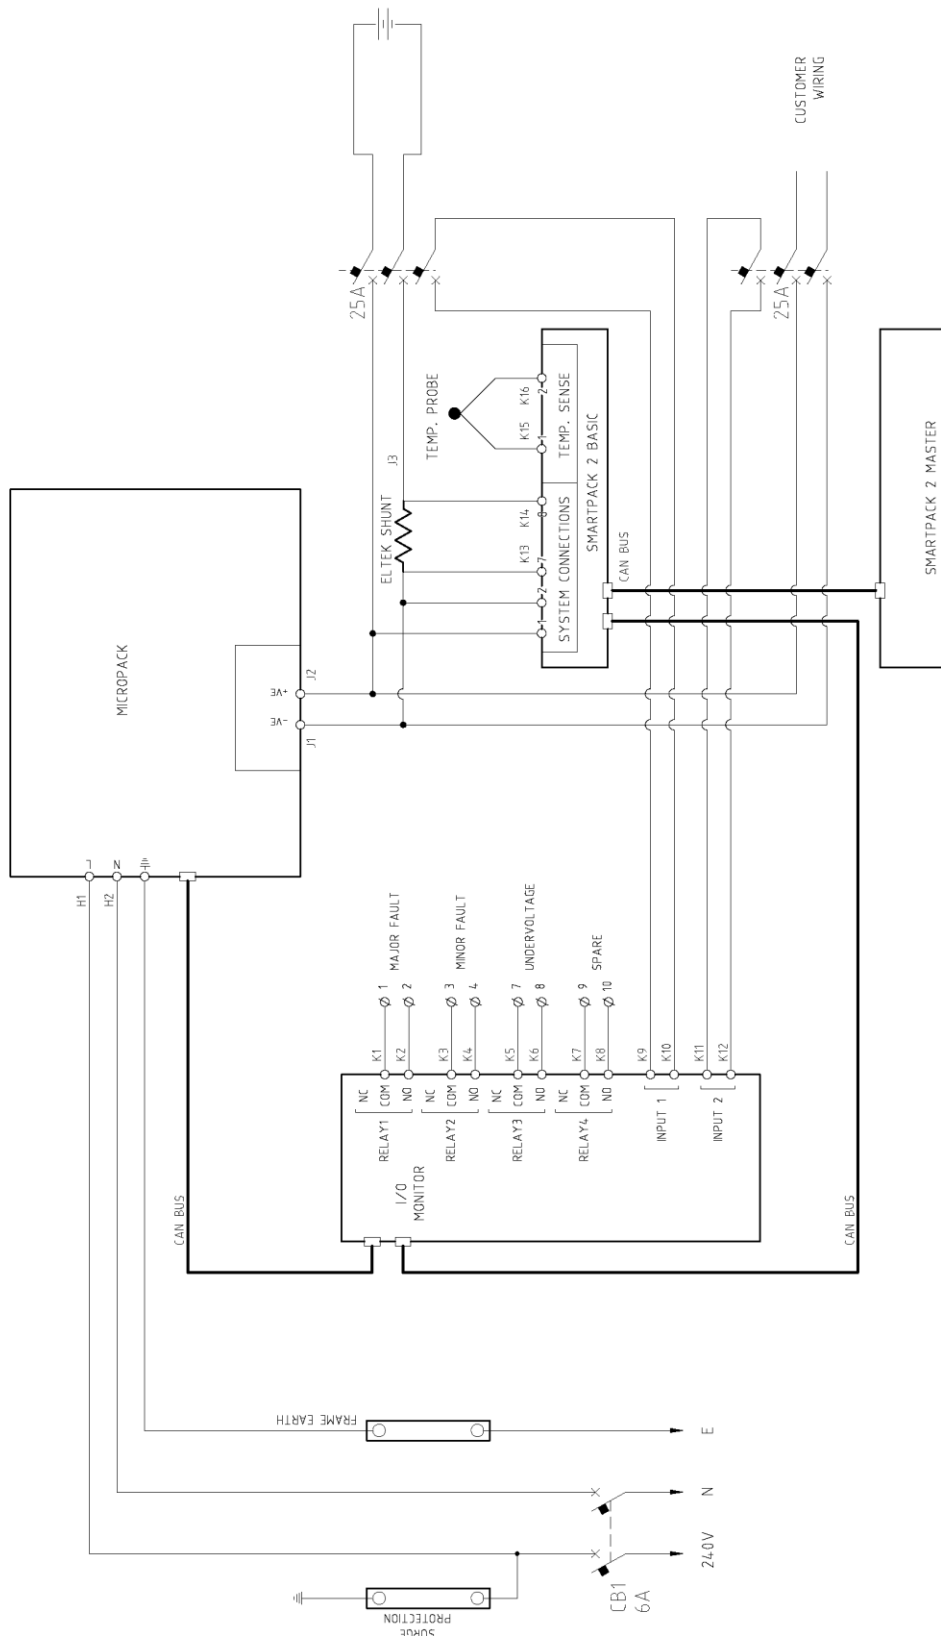 CUSTOMER
WIRING
25A
25A
TEMP. PROBE
K16
K15
2
1
TEMP. SENSE
J3
ELTEK SHUNT
K14
K13
8
7
2
1
SYSTEM CONNECTIONS
SMARTPACK 2 BASIC
CAN BUS
SMARTPACK 2 MASTER
MICROPACK
+VE
-VE
J2
J1
L
N
H1
H2
MAJOR FAULT
1
2
MINOR FAULT
3
4
UNDERVOLTAGE
7
8
SPARE
9
10
K1
K2
K3
K4
K5
K6
K7
K8
K9
K10
K11
K12
NC
COM
NO
RELAY1
NC
COM
NO
RELAY2
NC
COM
NO
RELAY3
NC
COM
NO
RELAY4
INPUT 1
INPUT 2
I/O
MONITOR
CAN BUS
CAN BUS
FRAME EARTH
E
N
240V
CB1
6A
SURGE
PROTECTION